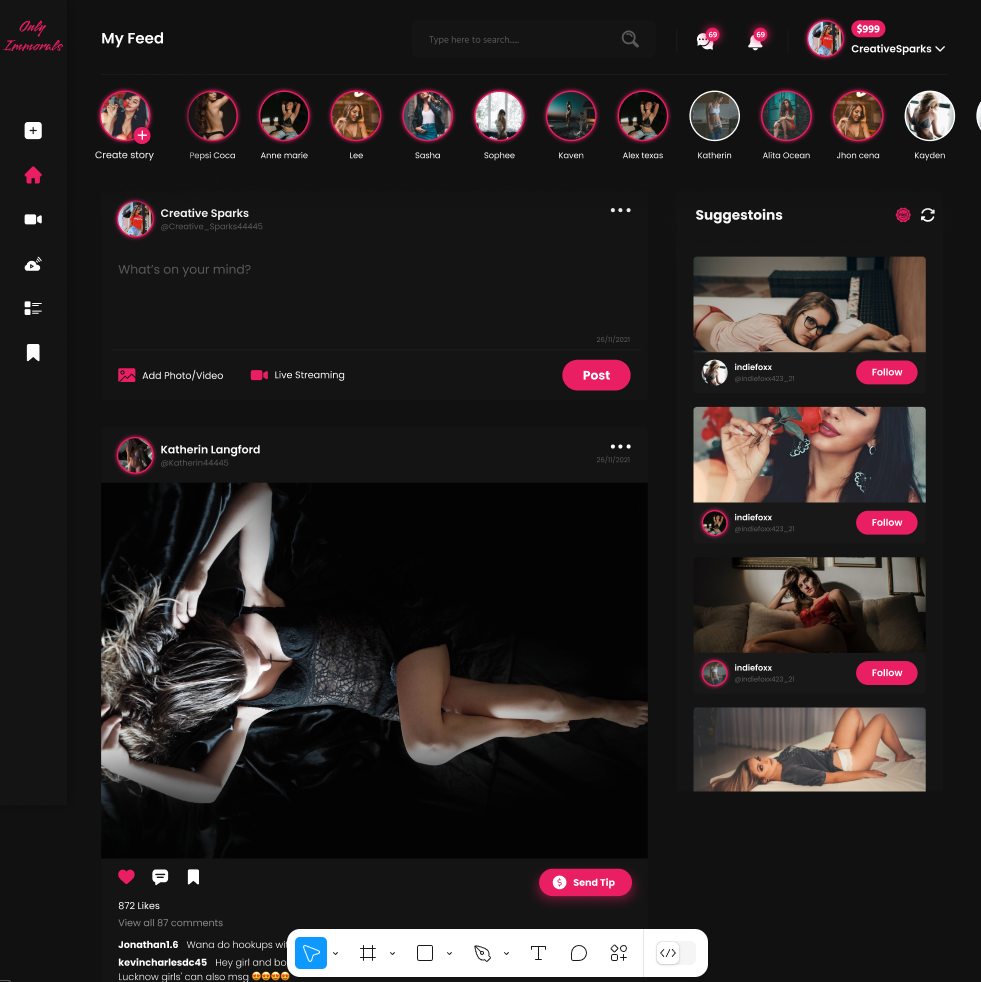 Only
Immorals
My Feed
Type here to search.....
69
69
$999
CreativeSparks
Create story
Pepsi Coca
Anne marie
Lee
Sasha
Sophee
Kaven
Alex texas
Katherin
Alita Ocean
Jhon cena
Kayden
Creative Sparks
@Creative_Sparks44445
What's on your mind?
26/11/2021
Add Photo/Video
Live Streaming
Post
Suggestoins
indiefoxx
@indiefoxx423_21
Follow
indiefoxx
@indiefoxx423_21
Follow
indiefoxx
@indiefoxx423_21
Follow
Katherin Langford
@Katherin44445
26/11/2021
Send Tip
872 Likes
View all 87 comments
Jonathan1.6 Wana do hookups wi
kevincharlesdc45 Hey girl and bo
Lucknow girls' can also msg 😍😍😍😍